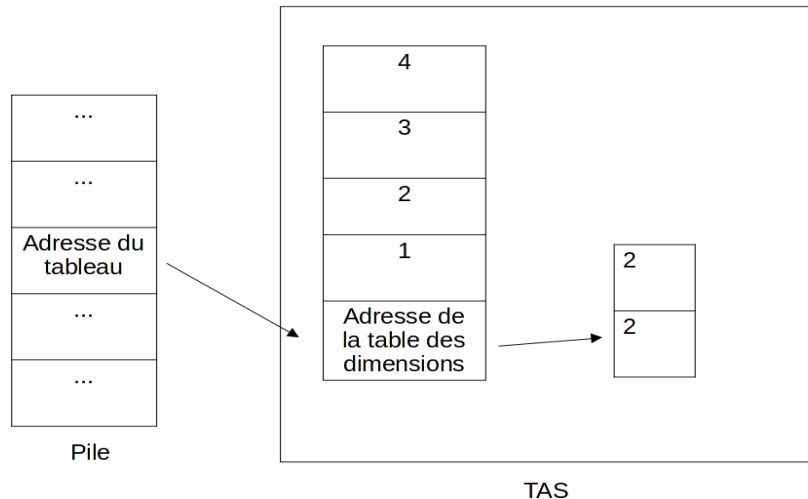 ...
...
Adresse du
tableau
...
...
Pile
4
3
2
1
Adresse de
la table des
dimensions
2
2
TAS